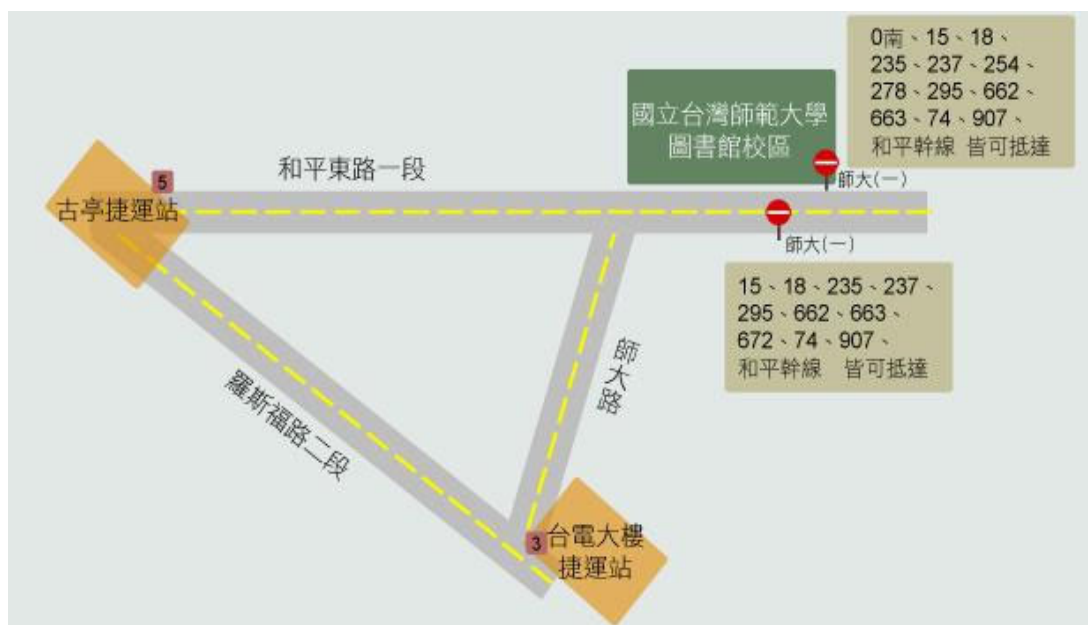 0南、15、18、
235、237、254、
278、295、662、
663、74、907、
和平幹線 皆可抵達
國立台灣師範大學
圖書館校區
和平東路一段
5
師大(一)
古亭捷運站
師大(一)
15、18、235、237、
295、662、663、
672、74、907、
和平幹線 皆可抵達
師大路
羅斯福路二段
3
台電大樓
捷運站